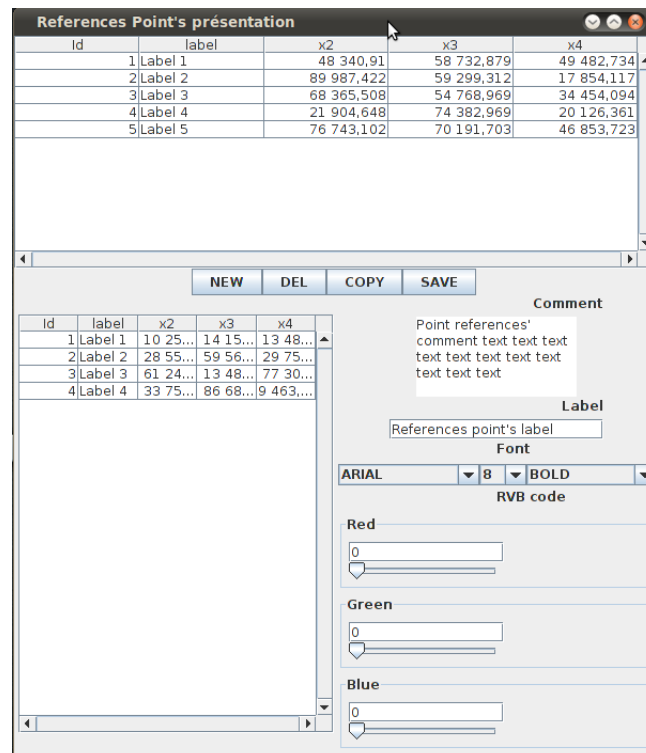 References Point's présentation
Id label x2 x3 x4
1 Label 1 48 340,91 58 732,879 49 482,734
2 Label 2 89 987,422 59 299,312 17 854,117
3 Label 3 68 365,508 54 768,969 34 454,094
4 Label 4 21 904,648 74 382,969 20 126,361
5 Label 5 76 743,102 70 191,703 46 853,723
NEW DEL COPY SAVE
Id label x2 x3 x4
1 Label 1 10 25... 14 15... 13 48...
2 Label 2 28 55... 59 56... 29 75...
3 Label 3 61 24... 13 48... 77 30...
4 Label 4 33 75... 86 68... 9 463,...
Comment
Point references'
comment text text text
text text text text text
text text text
Label
References point's label
Font
ARIAL 8 BOLD
RVB code
Red
0
Green
0
Blue
0